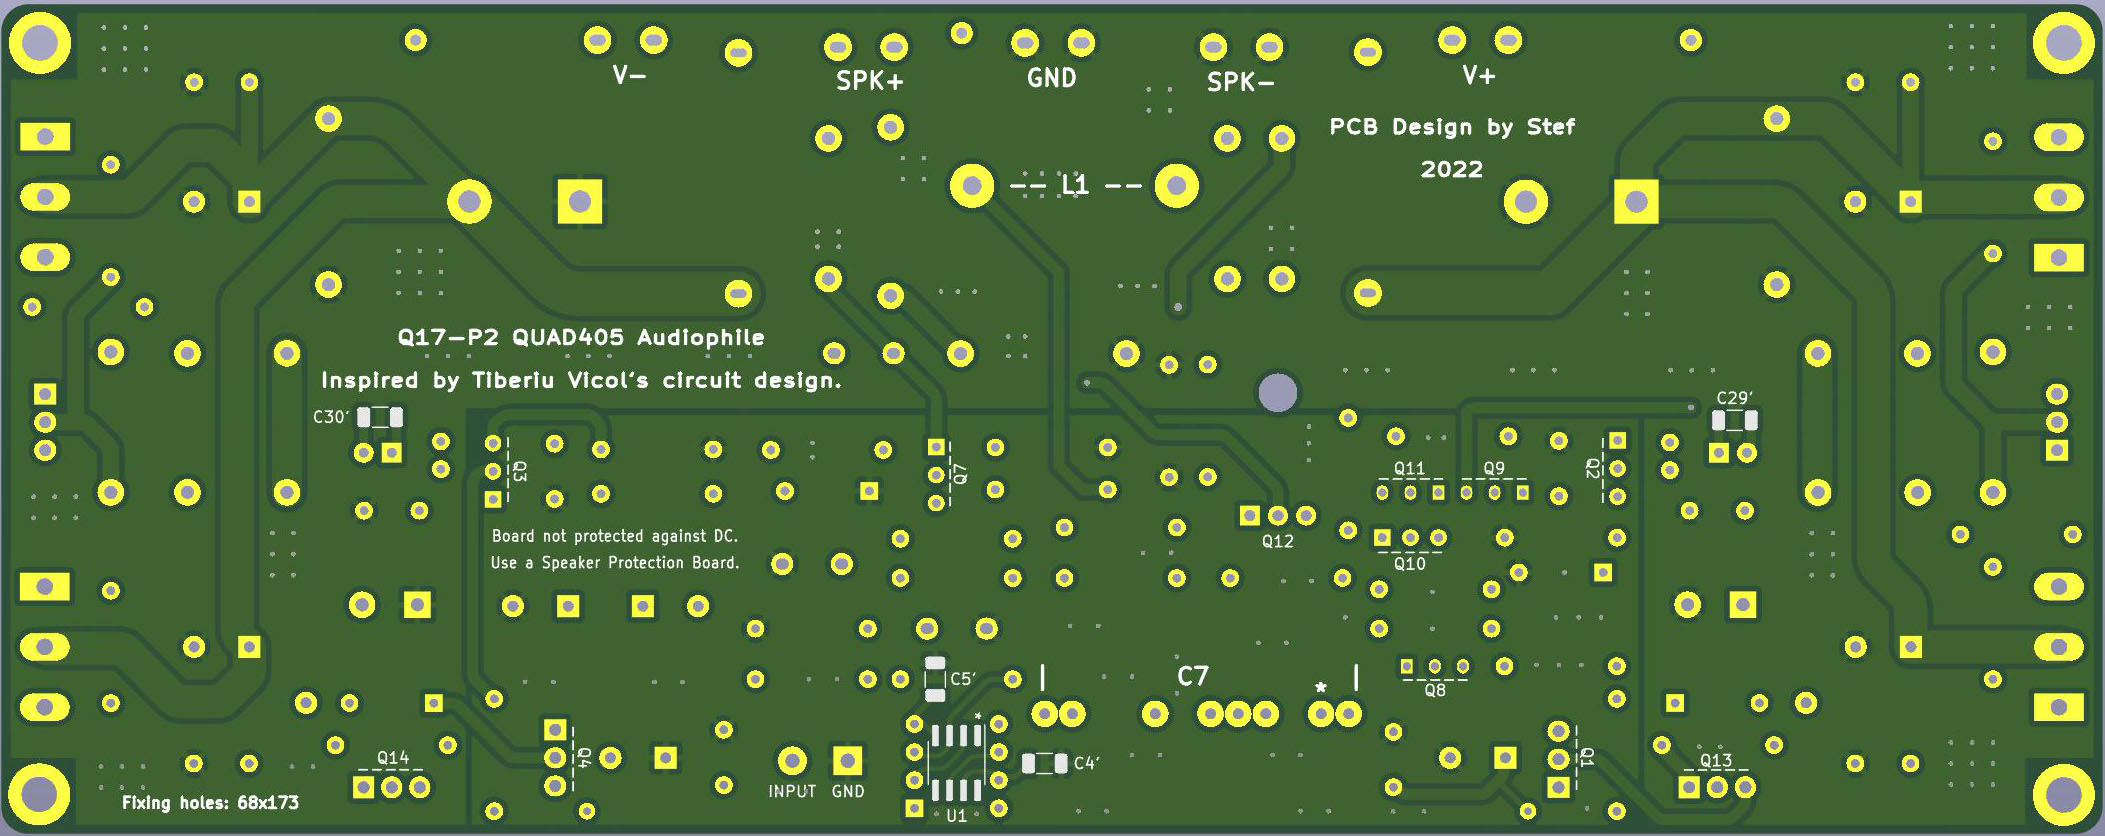 V-
SPK+
GND
SPK-
V+
PCB Design by Stef
2022
-- L1 --
Q17-P2 QUAD405 Audiophile
Inspired by Tiberiu Vicol's circuit design.
C30'
C29'
Q3
Q7
Q11
Q9
Q2
Board not protected against DC.
Use a Speaker Protection Board.
Q12
Q10
C5'
C7
*
Q8
*
Q14
Q4
C4'
Q1
Q13
INPUT
GND
Fixing holes: 68x173
U1